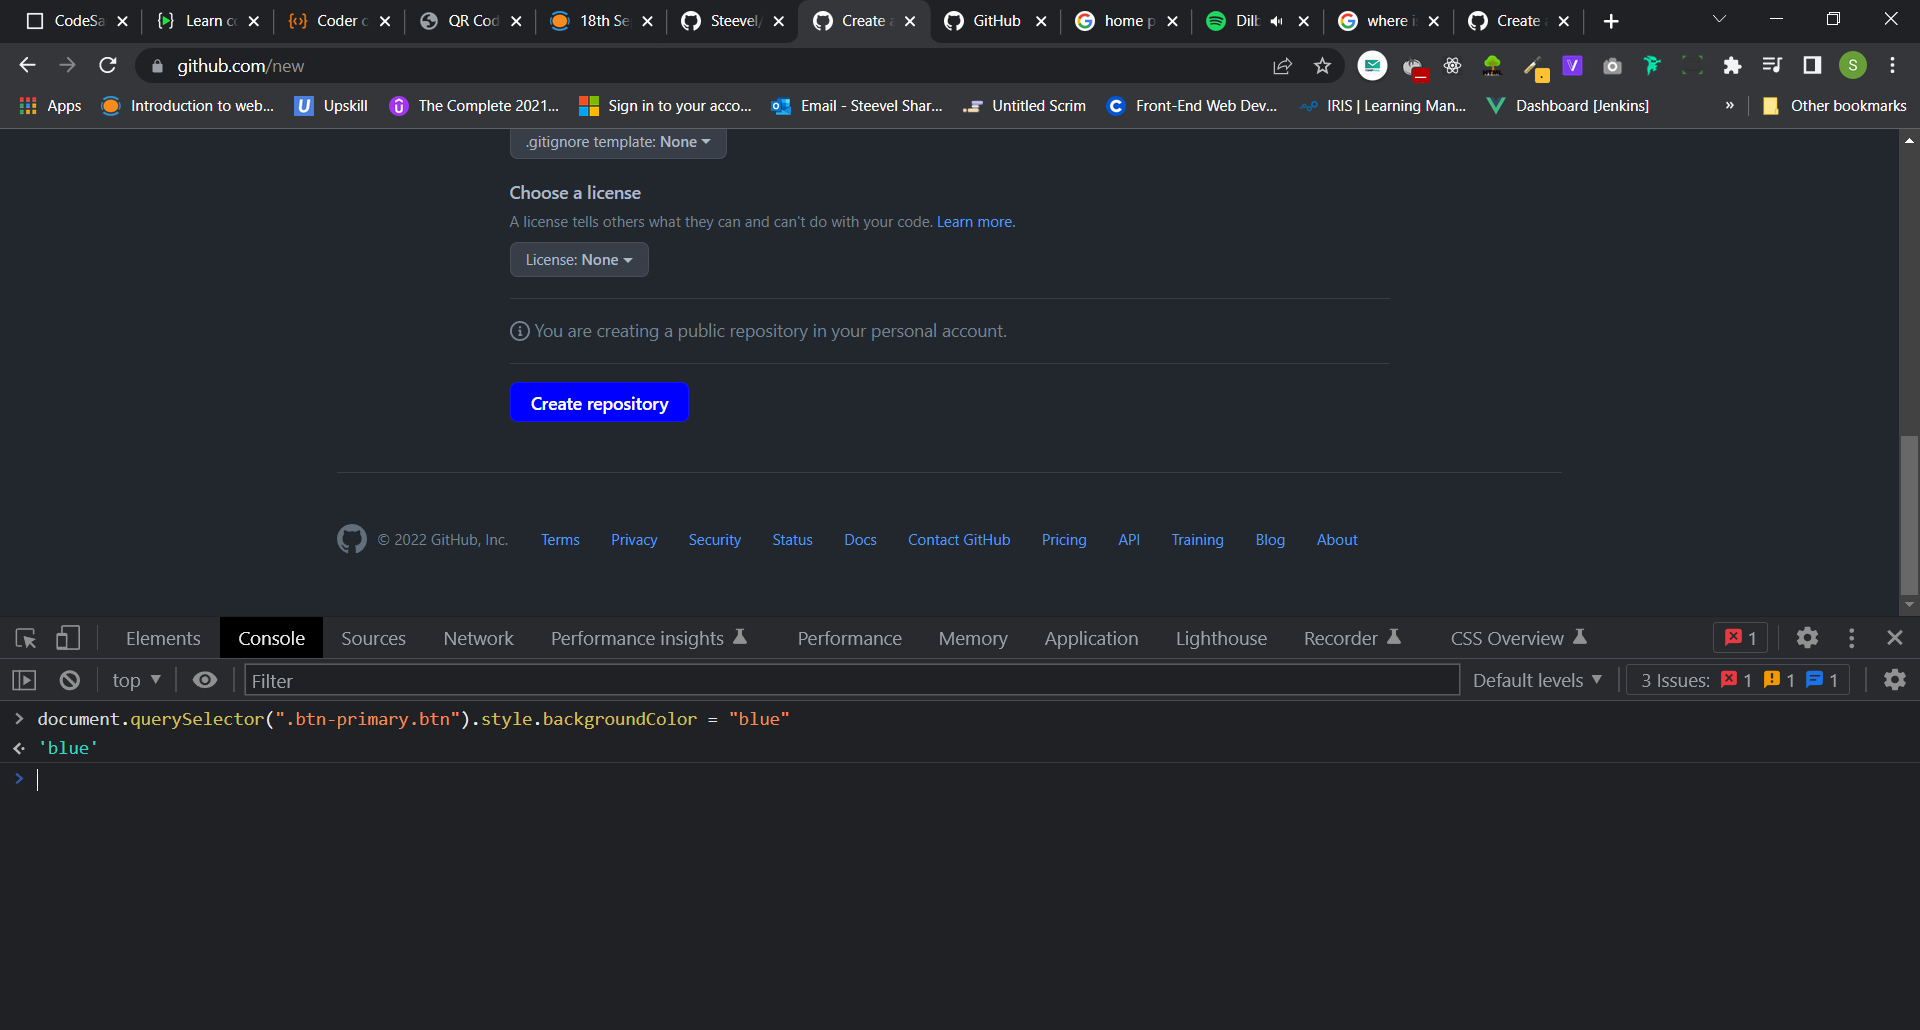 CodeSa
Learn c
Coder c
QR Cod
18th Se
Steevel/
Create a
GitHub
home p
Dilb
where i
Create a
github.com/new
S
Apps
Introduction to web...
Upskill
The Complete 2021...
Sign in to your acco...
Email - Steevel Shar...
Untitled Scrim
Front-End Web Dev...
IRIS | Learning Man...
Dashboard [Jenkins]
»
Other bookmarks
.gitignore template: None
Choose a license
A license tells others what they can and can't do with your code. Learn more.
License: None
You are creating a public repository in your personal account.
Create repository
© 2022 GitHub, Inc. Terms Privacy Security Status Docs Contact GitHub Pricing API Training Blog About
Elements Console Sources Network Performance insights Performance Memory Application Lighthouse Recorder CSS Overview 1
top Filter Default levels 3 Issues: 1 1 1
document.querySelector(".btn-primary.btn").style.backgroundColor = "blue"
'blue'